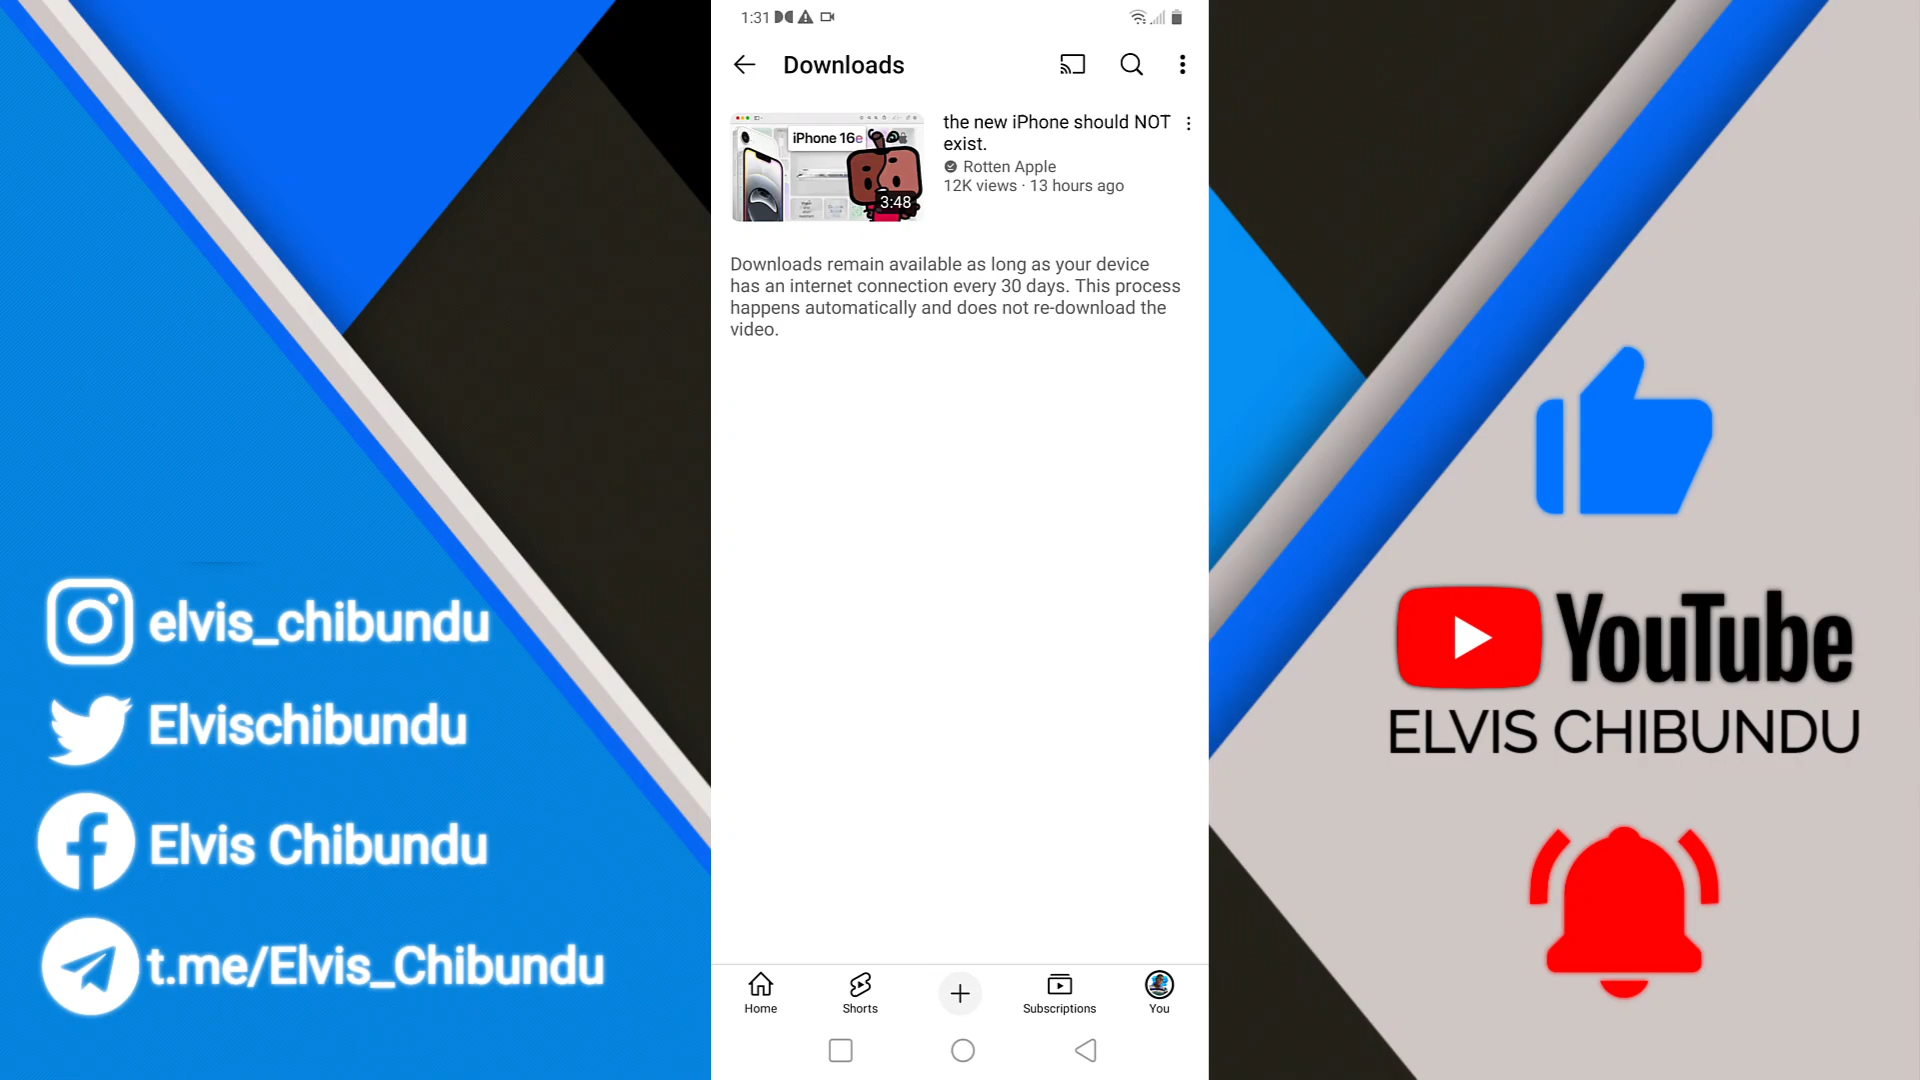 1:31
Downloads
iPhone 16e
3:48
the new iPhone should NOT
exist.
Rotten Apple
12K views · 13 hours ago
Downloads remain available as long as your device
has an internet connection every 30 days. This process
happens automatically and does not re-download the
video.
Home
Shorts
Subscriptions
You
elvis_chibundu
Elvischibundu
Elvis Chibundu
t.me/Elvis_Chibundu
YouTube
ELVIS CHIBUNDU